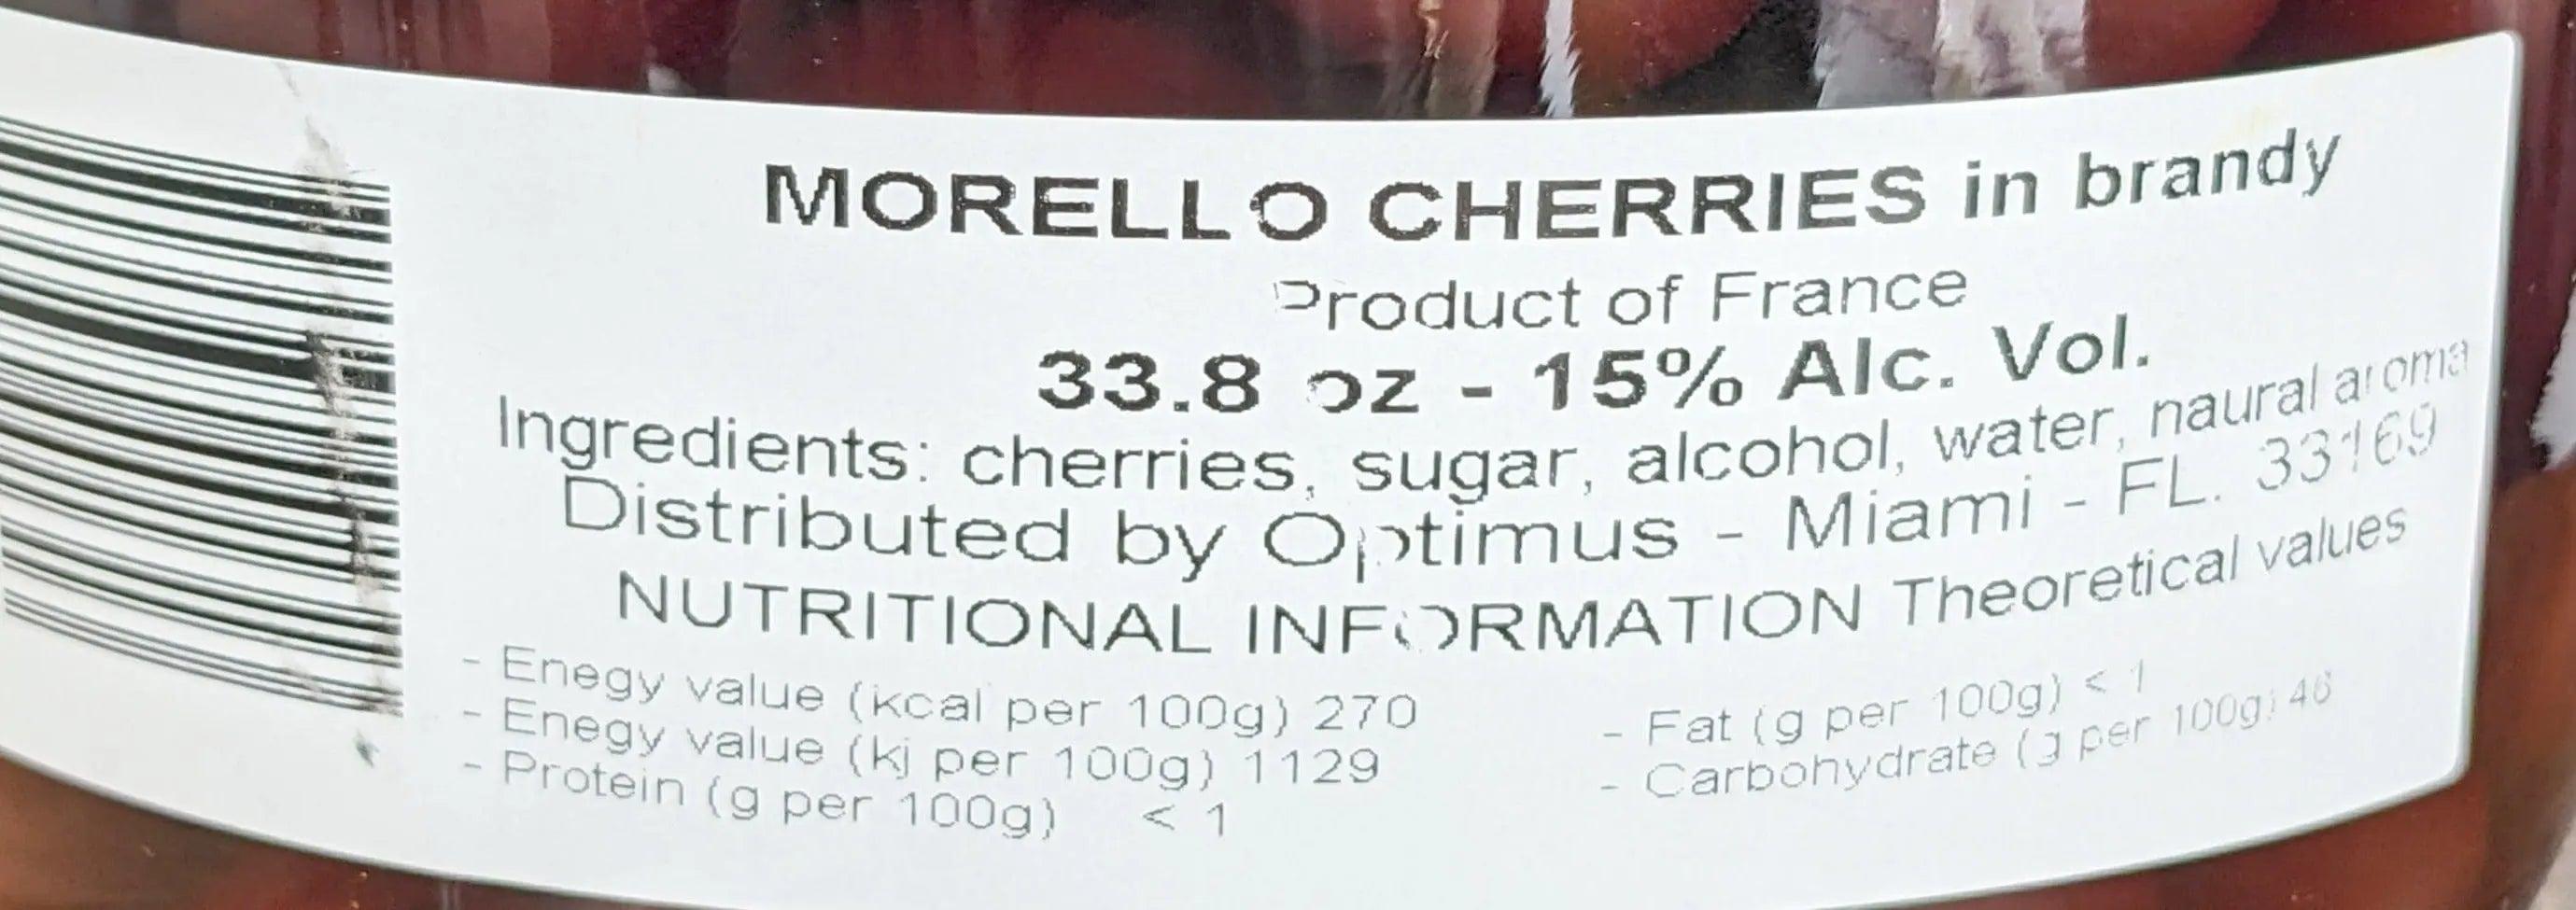 MORELLO CHERRIES in brandy
Product of France
33.8 oz - 15% Alc. Vol.
Ingredients: cherries, sugar, alcohol, water, naural aroma
Distributed by Optimus - Miami - FL. 33169
NUTRITIONAL INFORMATION Theoretical values
- Enegy value (kcal per 100g) 270
- Enegy value (kj per 100g) 1129
- Protein (g per 100g) < 1
- Fat (g per 100g) < 1
- Carbohydrate (g per 100g) 46